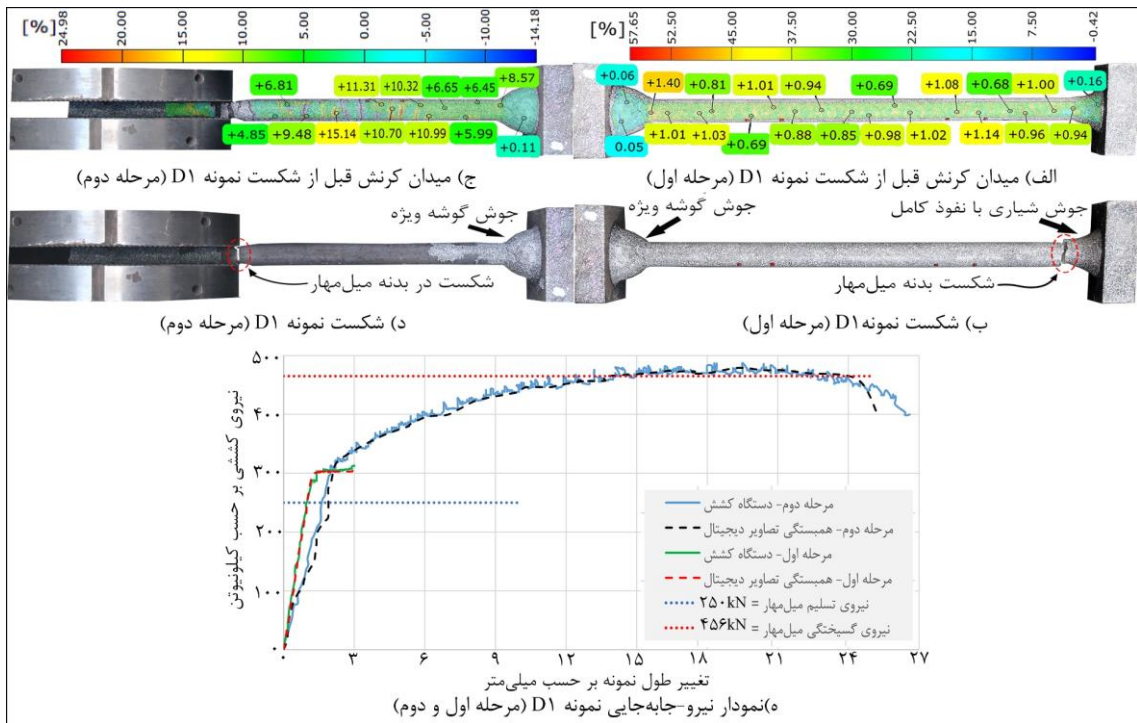 [%]
24.98 20.00 15.00 10.00 5.00 0.00 -5.00 -10.00 -14.18
+6.81 +11.31 +10.32 +6.65 +6.45 +8.57
+4.85 +9.48 +15.14 +10.70 +10.99 +5.99 +0.11
ج) میدان کرنش قبل از شکست نمونه D۱ (مرحله دوم)
[%]
57.65 52.50 45.00 37.50 30.00 22.50 15.00 7.50 -0.42
+0.06 +1.40 +0.81 +1.01 +0.94 +0.69 +1.08 +0.68 +1.00 +0.16
0.05 +1.01 +1.03 +0.69 +0.88 +0.85 +0.98 +1.02 +1.14 +0.96 +0.94
الف) میدان کرنش قبل از شکست نمونه D۱ (مرحله اول)
جوش گوشه ویژه
شکست در بدنه میل‌مهار
د) شکست نمونه D۱ (مرحله دوم)
جوش گوشه ویژه
جوش شیاری با نفوذ کامل
شکست بدنه میل‌مهار
ب) شکست نمونهD۱ (مرحله اول)
نیروی کششی بر حسب کیلونیوتن
۵۰۰
۴۰۰
۳۰۰
۲۰۰
۱۰۰
۰
مرحله دوم- دستگاه کشش
مرحله دوم- همبستگی تصاویر دیجیتال
مرحله اول- دستگاه کشش
مرحله اول- همبستگی تصاویر دیجیتال
نیروی تسلیم میل‌مهار = ۲۵۰kN
نیروی گسیختگی میل‌مهار = ۴۵۶kN
۰ ۳ ۶ ۹ ۱۲ ۱۵ ۱۸ ۲۱ ۲۴ ۲۷
تغییر طول نمونه بر حسب میلی‌متر
ه)نمودار نیرو-جابه‌جایی نمونه D۱ (مرحله اول و دوم)